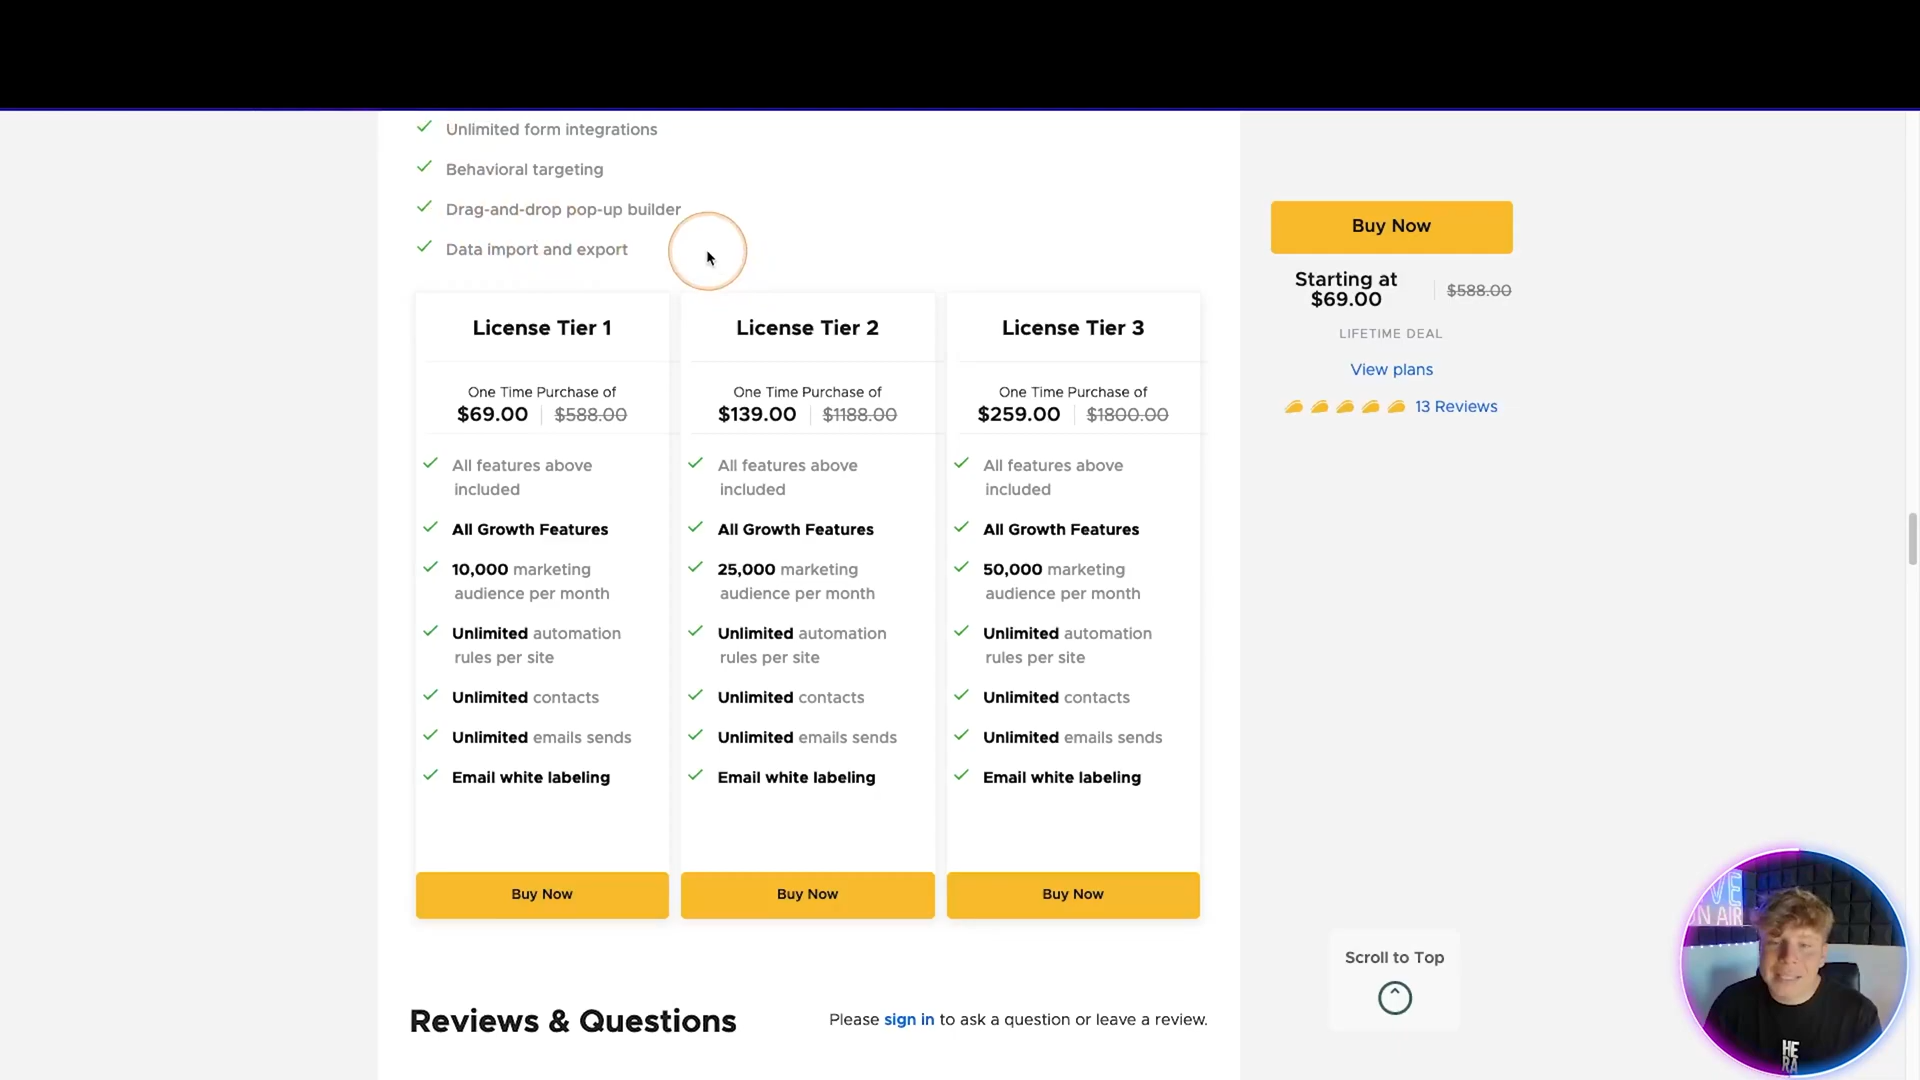 Unlimited form integrations
Behavioral targeting
Drag-and-drop pop-up builder
Data import and export
License Tier 1
One Time Purchase of
$69.00 $588.00
All features above
included
All Growth Features
10,000 marketing
audience per month
Unlimited automation
rules per site
Unlimited contacts
Unlimited emails sends
Email white labeling
Buy Now
License Tier 2
One Time Purchase of
$139.00 $1188.00
All features above
included
All Growth Features
25,000 marketing
audience per month
Unlimited automation
rules per site
Unlimited contacts
Unlimited emails sends
Email white labeling
Buy Now
License Tier 3
One Time Purchase of
$259.00 $1800.00
All features above
included
All Growth Features
50,000 marketing
audience per month
Unlimited automation
rules per site
Unlimited contacts
Unlimited emails sends
Email white labeling
Buy Now
Buy Now
Starting at
$69.00 $588.00
LIFETIME DEAL
View plans
13 Reviews
Scroll to Top
Reviews & Questions
Please sign in to ask a question or leave a review.
ON AIR
HE
RA